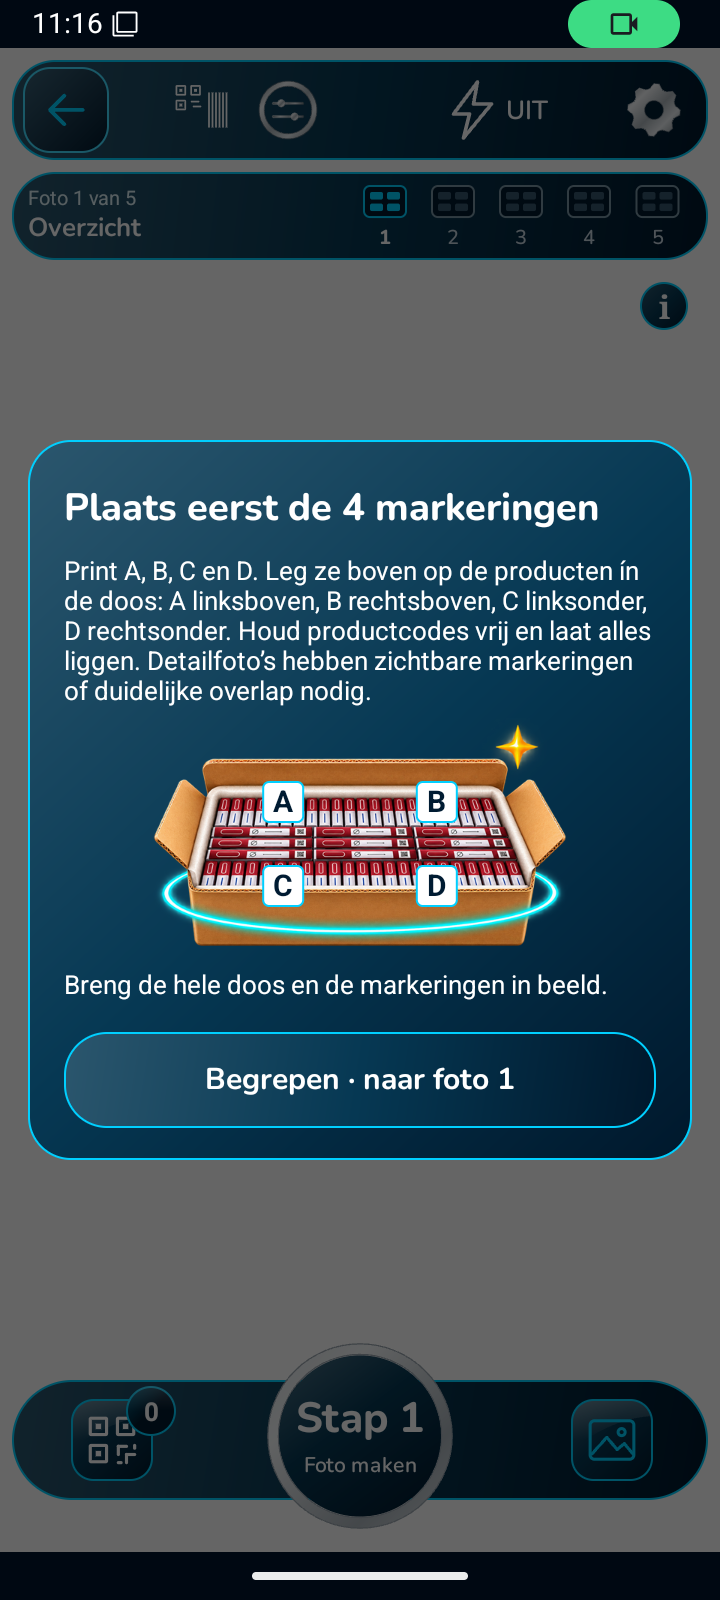 11:16
UIT
Foto 1 van 5
Overzicht
1
2
3
4
5
i
Plaats eerst de 4 markeringen
Print A, B, C en D. Leg ze boven op de producten ín
de doos: A linksboven, B rechtsboven, C linksonder,
D rechtsonder. Houd productcodes vrij en laat alles
liggen. Detailfoto’s hebben zichtbare markeringen
of duidelijke overlap nodig.
A
B
C
D
Breng de hele doos en de markeringen in beeld.
Begrepen · naar foto 1
0
Stap 1
Foto maken